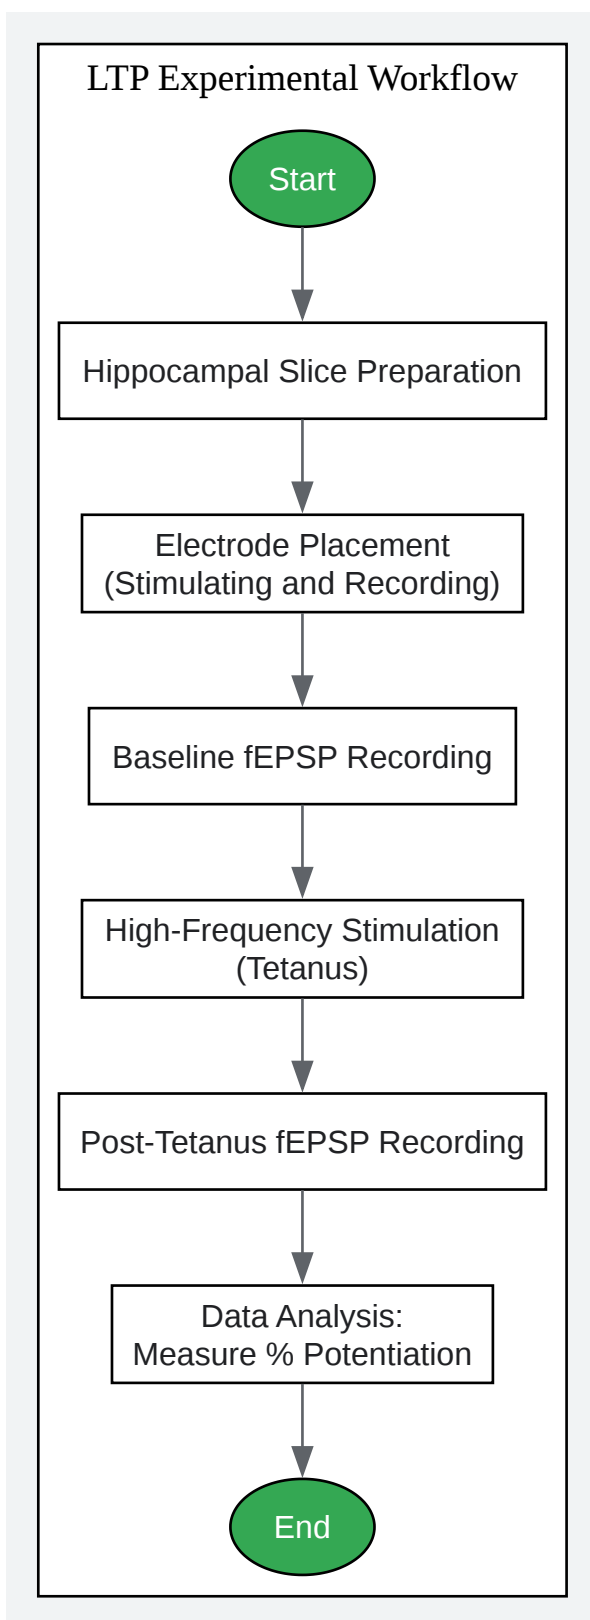 LTP Experimental Workflow
Start
Hippocampal Slice Preparation
Electrode Placement
(Stimulating and Recording)
Baseline fEPSP Recording
High-Frequency Stimulation
(Tetanus)
Post-Tetanus fEPSP Recording
Data Analysis:
Measure % Potentiation
End